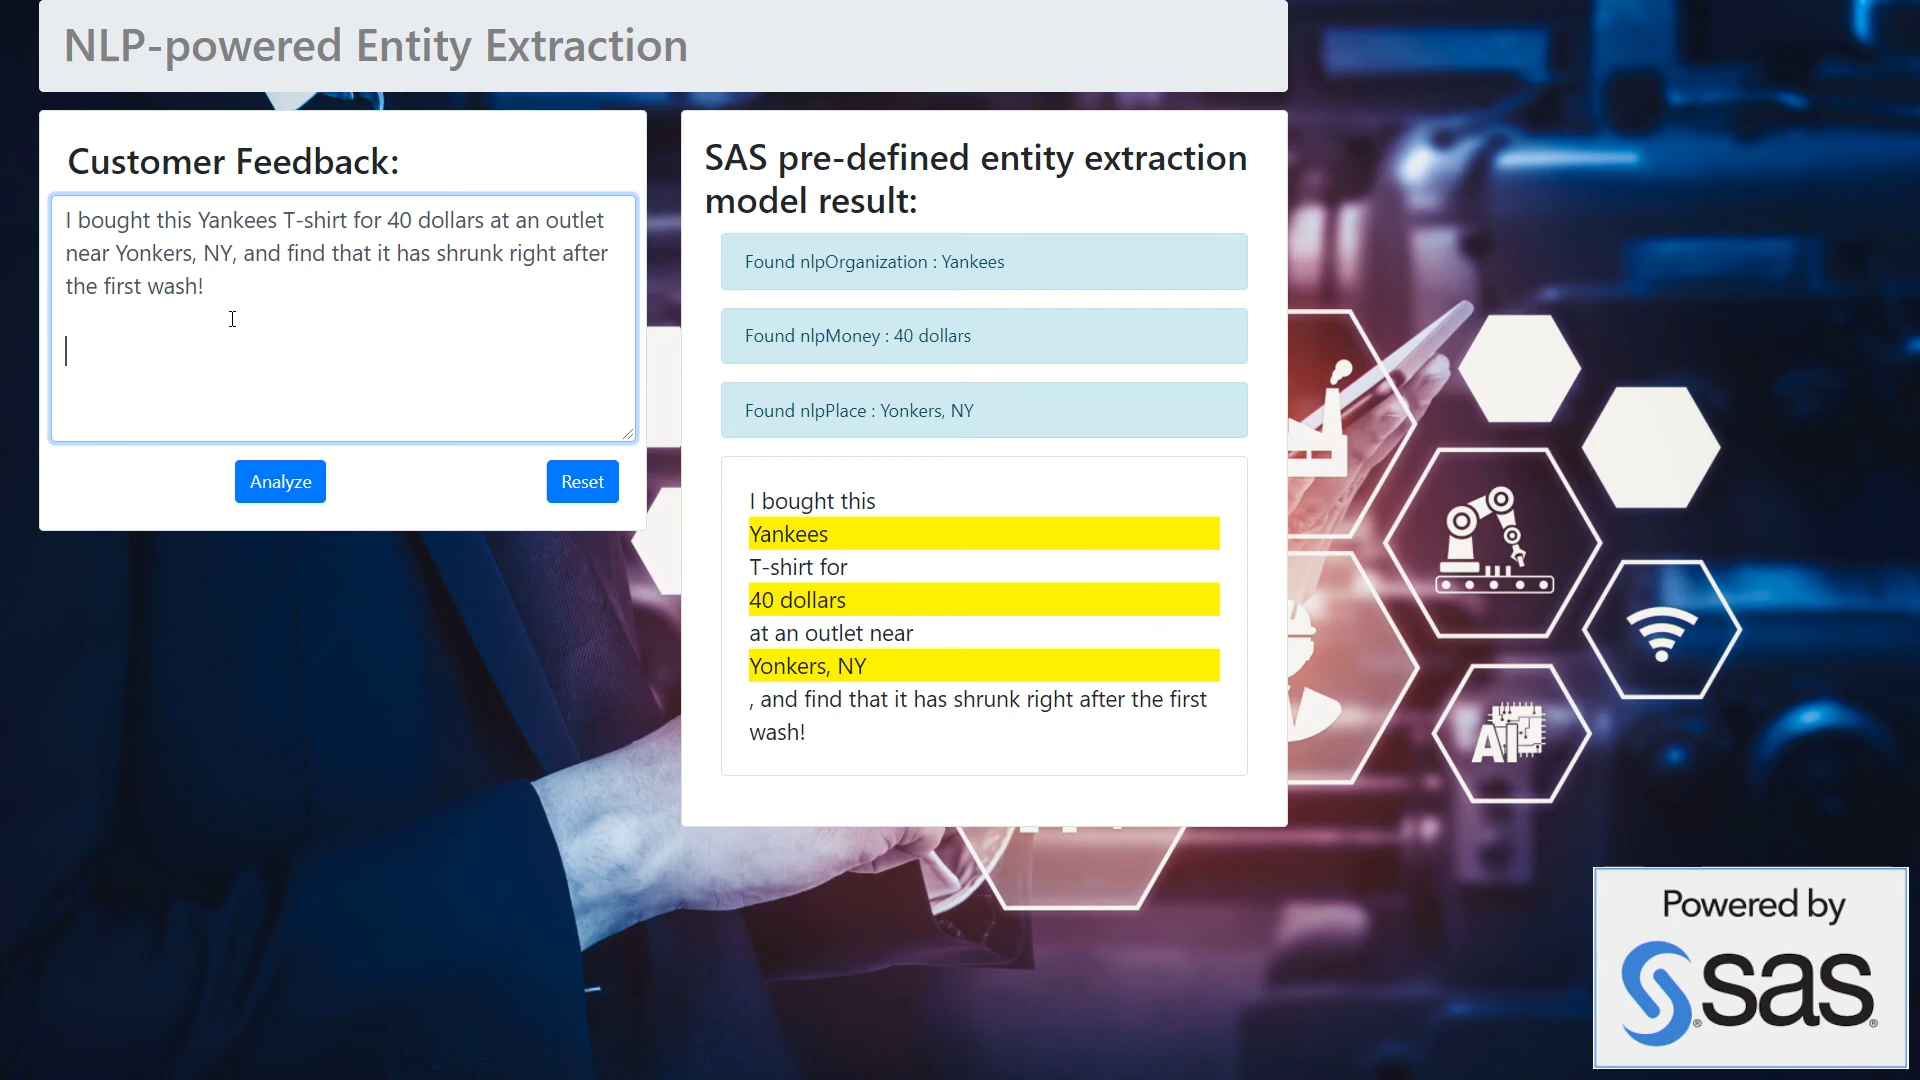 NLP-powered Entity Extraction
Customer Feedback:
I bought this Yankees T-shirt for 40 dollars at an outlet
near Yonkers, NY, and find that it has shrunk right after
the first wash!
Analyze
Reset
SAS pre-defined entity extraction
model result:
Found nlpOrganization : Yankees
Found nlpMoney : 40 dollars
Found nlpPlace : Yonkers, NY
I bought this
Yankees
T-shirt for
40 dollars
at an outlet near
Yonkers, NY
, and find that it has shrunk right after the first
wash!
AI
Powered by
sas